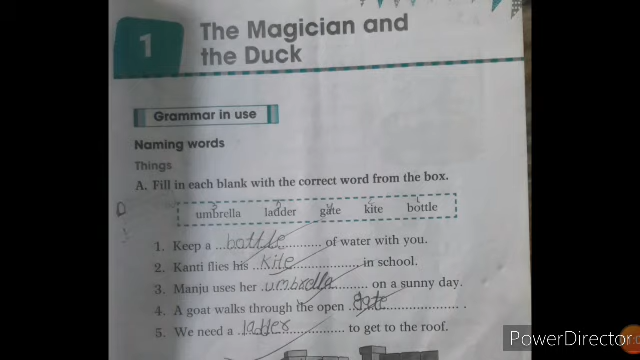 1
The Magician and
the Duck
Grammar in use
Naming words
Things
A. Fill in each blank with the correct word from the box.
umbrella ladder gate kite bottle
1. Keep a ...bottle............ of water with you.
2. Kanti flies his ..kite.................... in school.
3. Manju uses her ..umbrella......... on a sunny day.
4. A goat walks through the open ..gate...................... .
5. We need a ..ladder............... to get to the roof.
PowerDirector